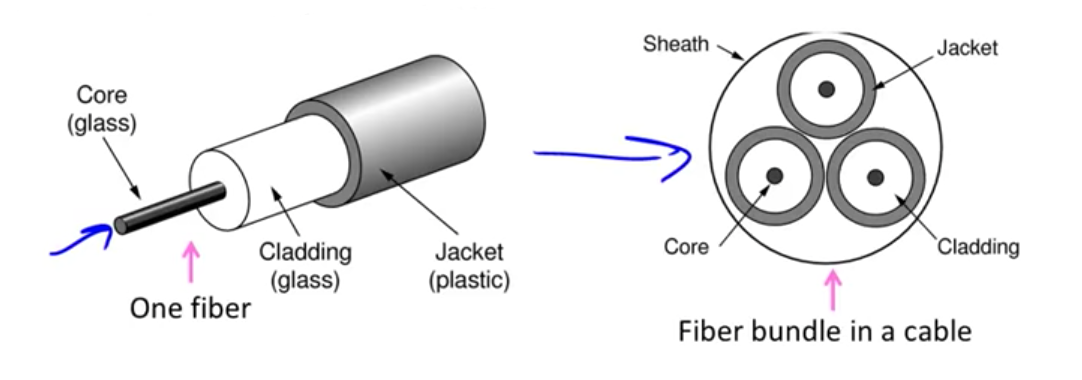 Core
(glass)
Cladding
(glass)
Jacket
(plastic)
One fiber
Sheath
Jacket
Core
Cladding
Fiber bundle in a cable